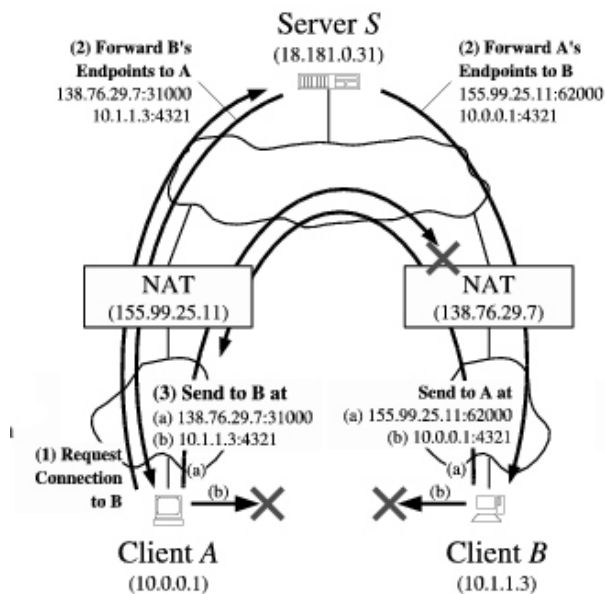 Server S
(18.181.0.31)
(2) Forward B's
Endpoints to A
138.76.29.7:31000
10.1.1.3:4321
(2) Forward A's
Endpoints to B
155.99.25.11:62000
10.0.0.1:4321
NAT
(155.99.25.11)
NAT
(138.76.29.7)
(3) Send to B at
(a) 138.76.29.7:31000
(b) 10.1.1.3:4321
Send to A at
(a) 155.99.25.11:62000
(b) 10.0.0.1:4321
(1) Request
Connection
to B
(a)
(b)
(a)
(b)
Client A
(10.0.0.1)
Client B
(10.1.1.3)